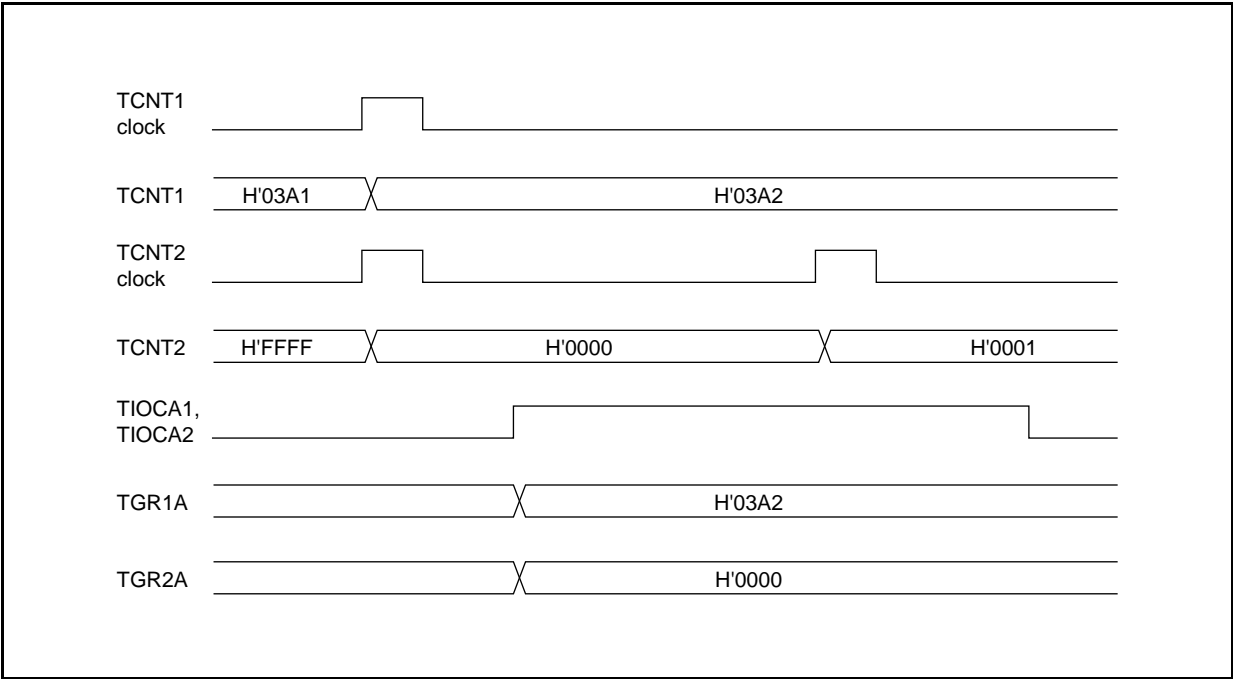 TCNT1
clock
TCNT1 H'03A1 H'03A2
TCNT2
clock
TCNT2 H'FFFF H'0000 H'0001
TIOCA1,
TIOCA2
TGR1A H'03A2
TGR2A H'0000